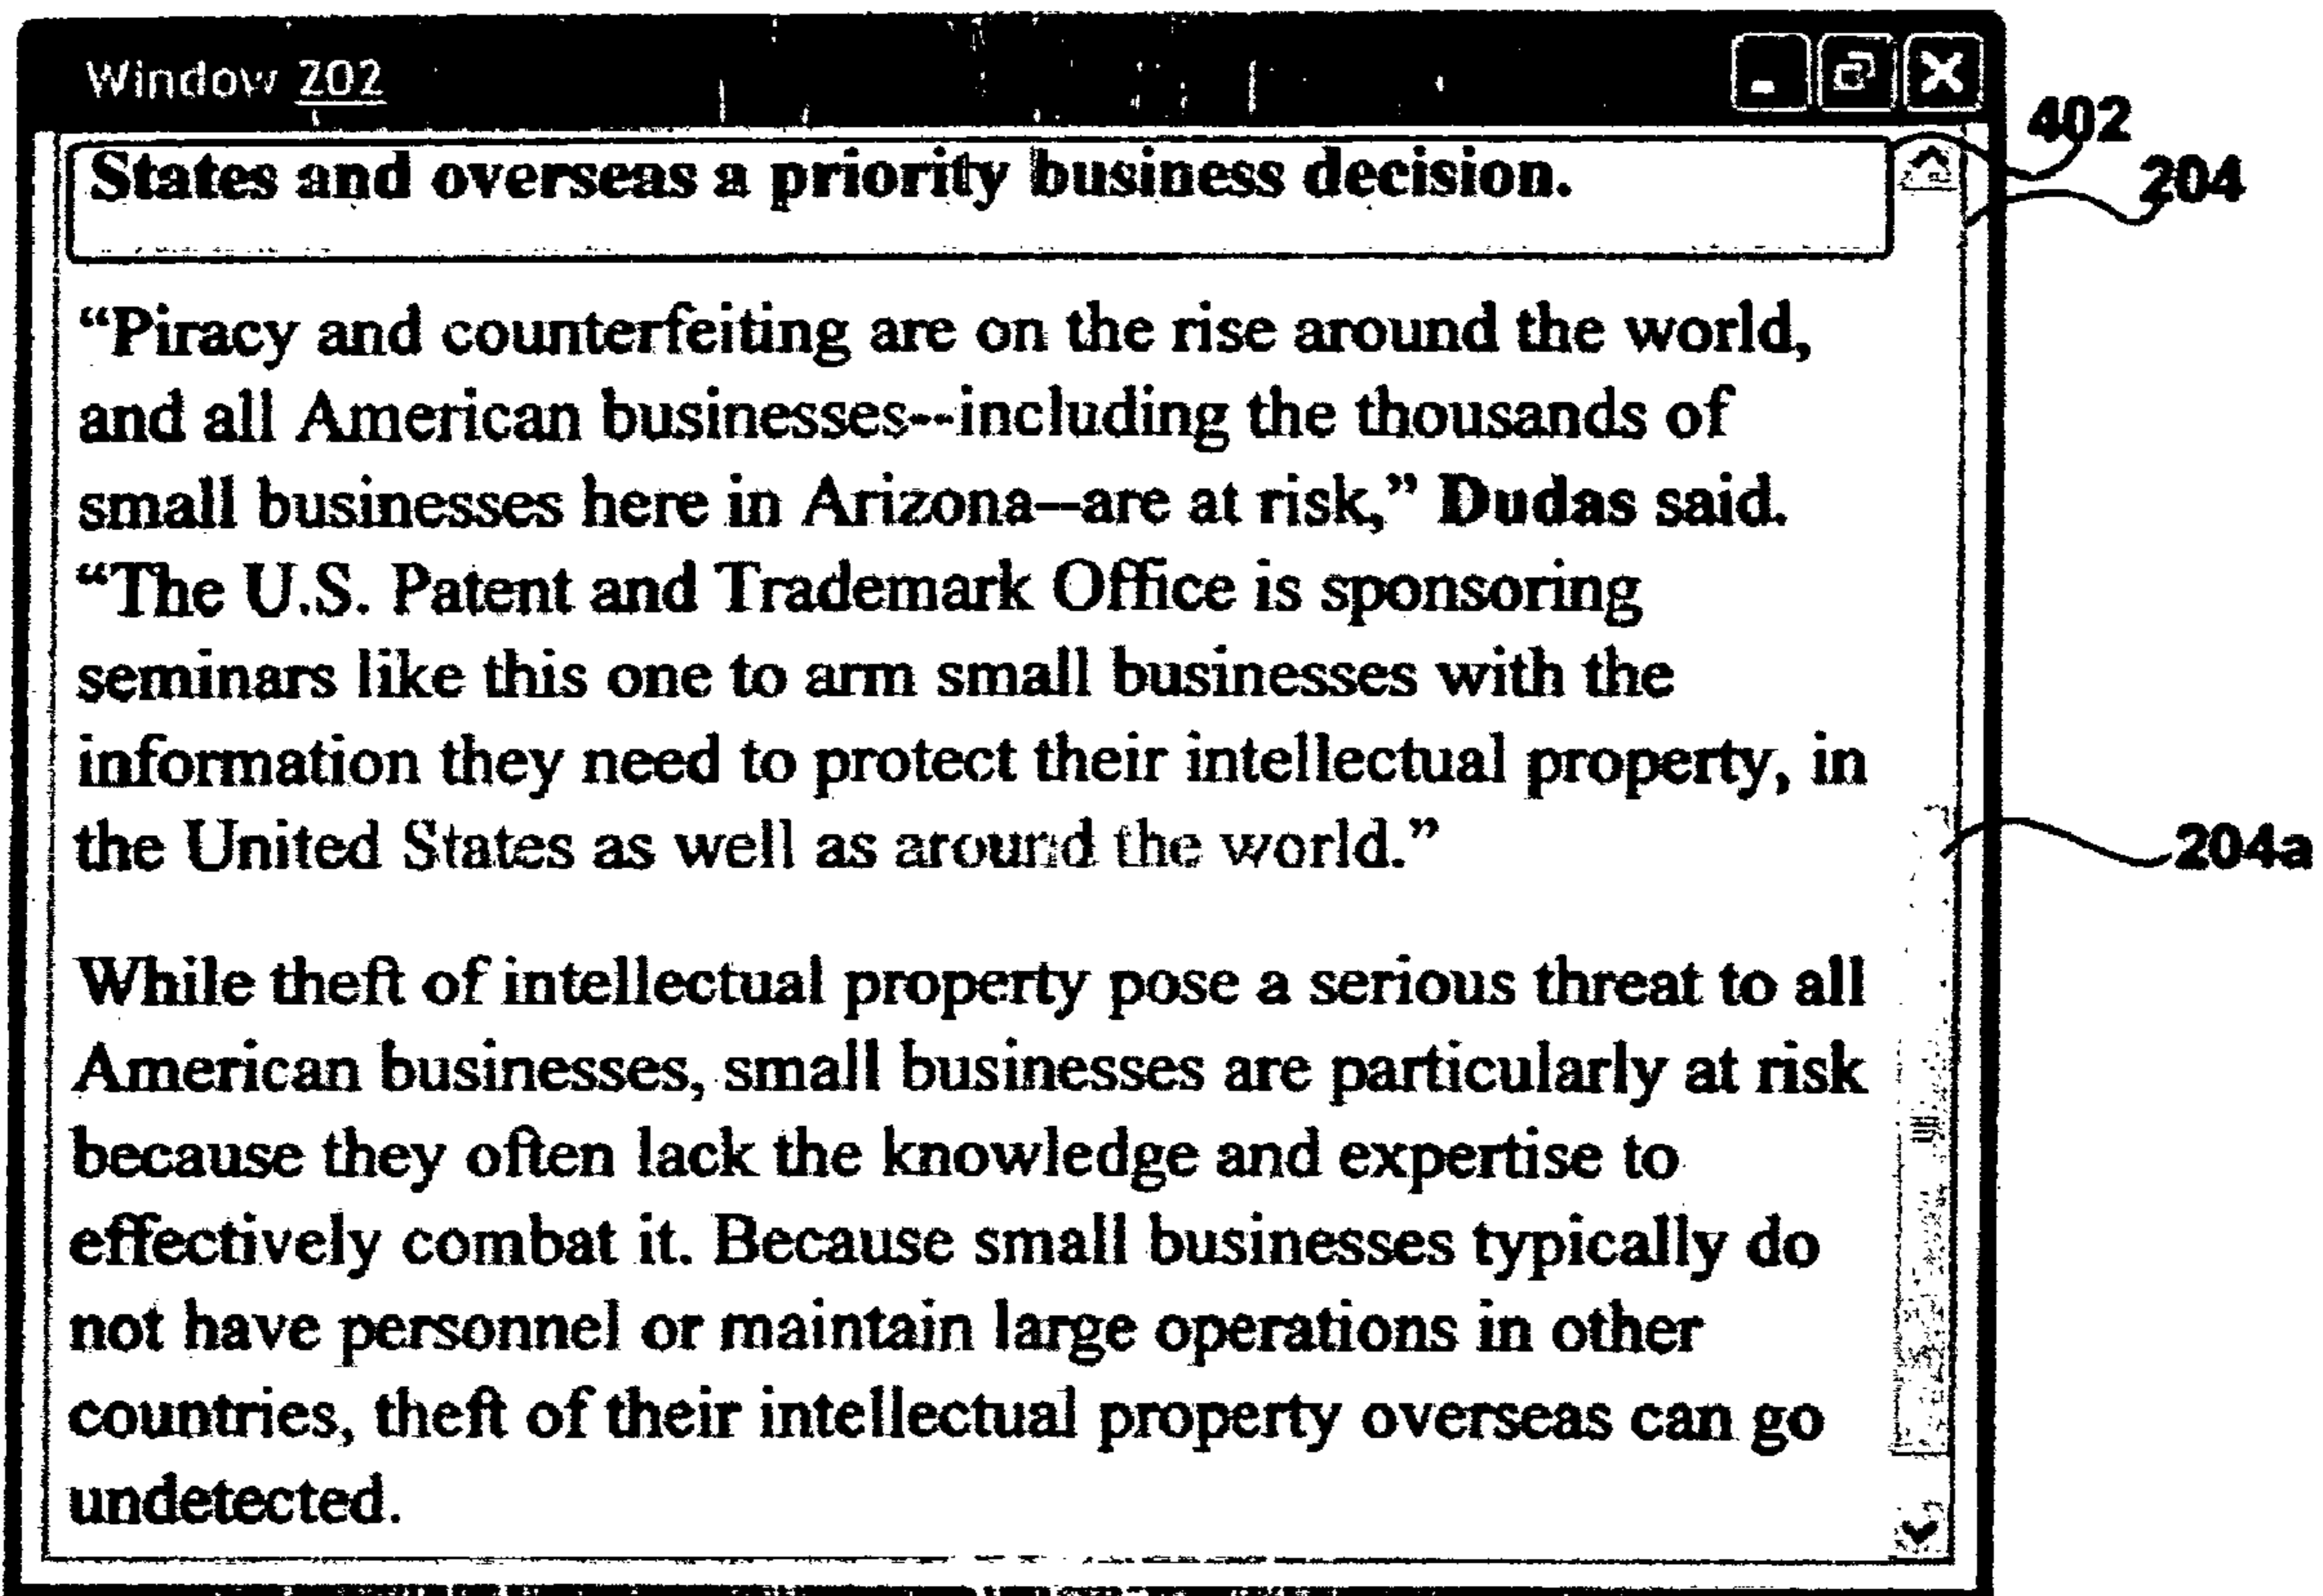 Window 202
402
States and overseas a priority business decision.
204
“Piracy and counterfeiting are on the rise around the world,
and all American businesses--including the thousands of
small businesses here in Arizona—are at risk,” Dudas said.
“The U.S. Patent and Trademark Office is sponsoring
seminars like this one to arm small businesses with the
information they need to protect their intellectual property, in
the United States as well as around the world.”
204a
While theft of intellectual property pose a serious threat to all
American businesses, small businesses are particularly at risk
because they often lack the knowledge and expertise to
effectively combat it. Because small businesses typically do
not have personnel or maintain large operations in other
countries, theft of their intellectual property overseas can go
undetected.